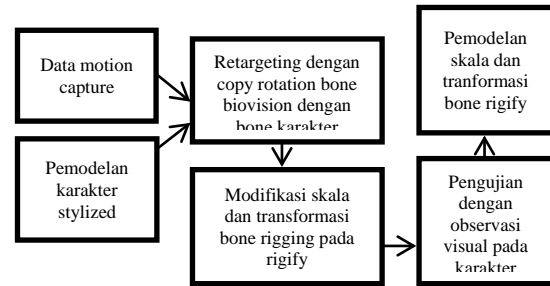 Data motion
capture
Pemodelan
karakter
stylized
Retargeting dengan
copy rotation bone
biovision dengan
bone karakter
Modifikasi skala
dan transformasi
bone rigging pada
rigify
Pengujian
dengan
observasi
visual pada
karakter
Pemodelan
skala dan
tranformasi
bone rigify